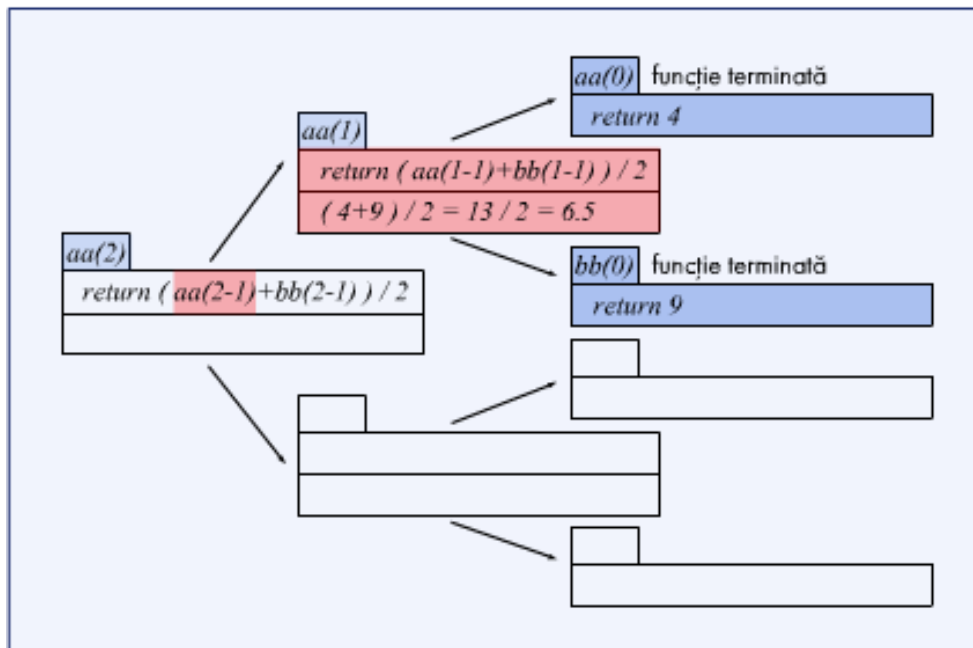 aa(0) funcție terminată
return 4
aa(1)
return ( aa(1-1)+bb(1-1) ) / 2
( 4+9 ) / 2 = 13 / 2 = 6.5
aa(2)
return ( aa(2-1)+bb(2-1) ) / 2
bb(0) funcție terminată
return 9